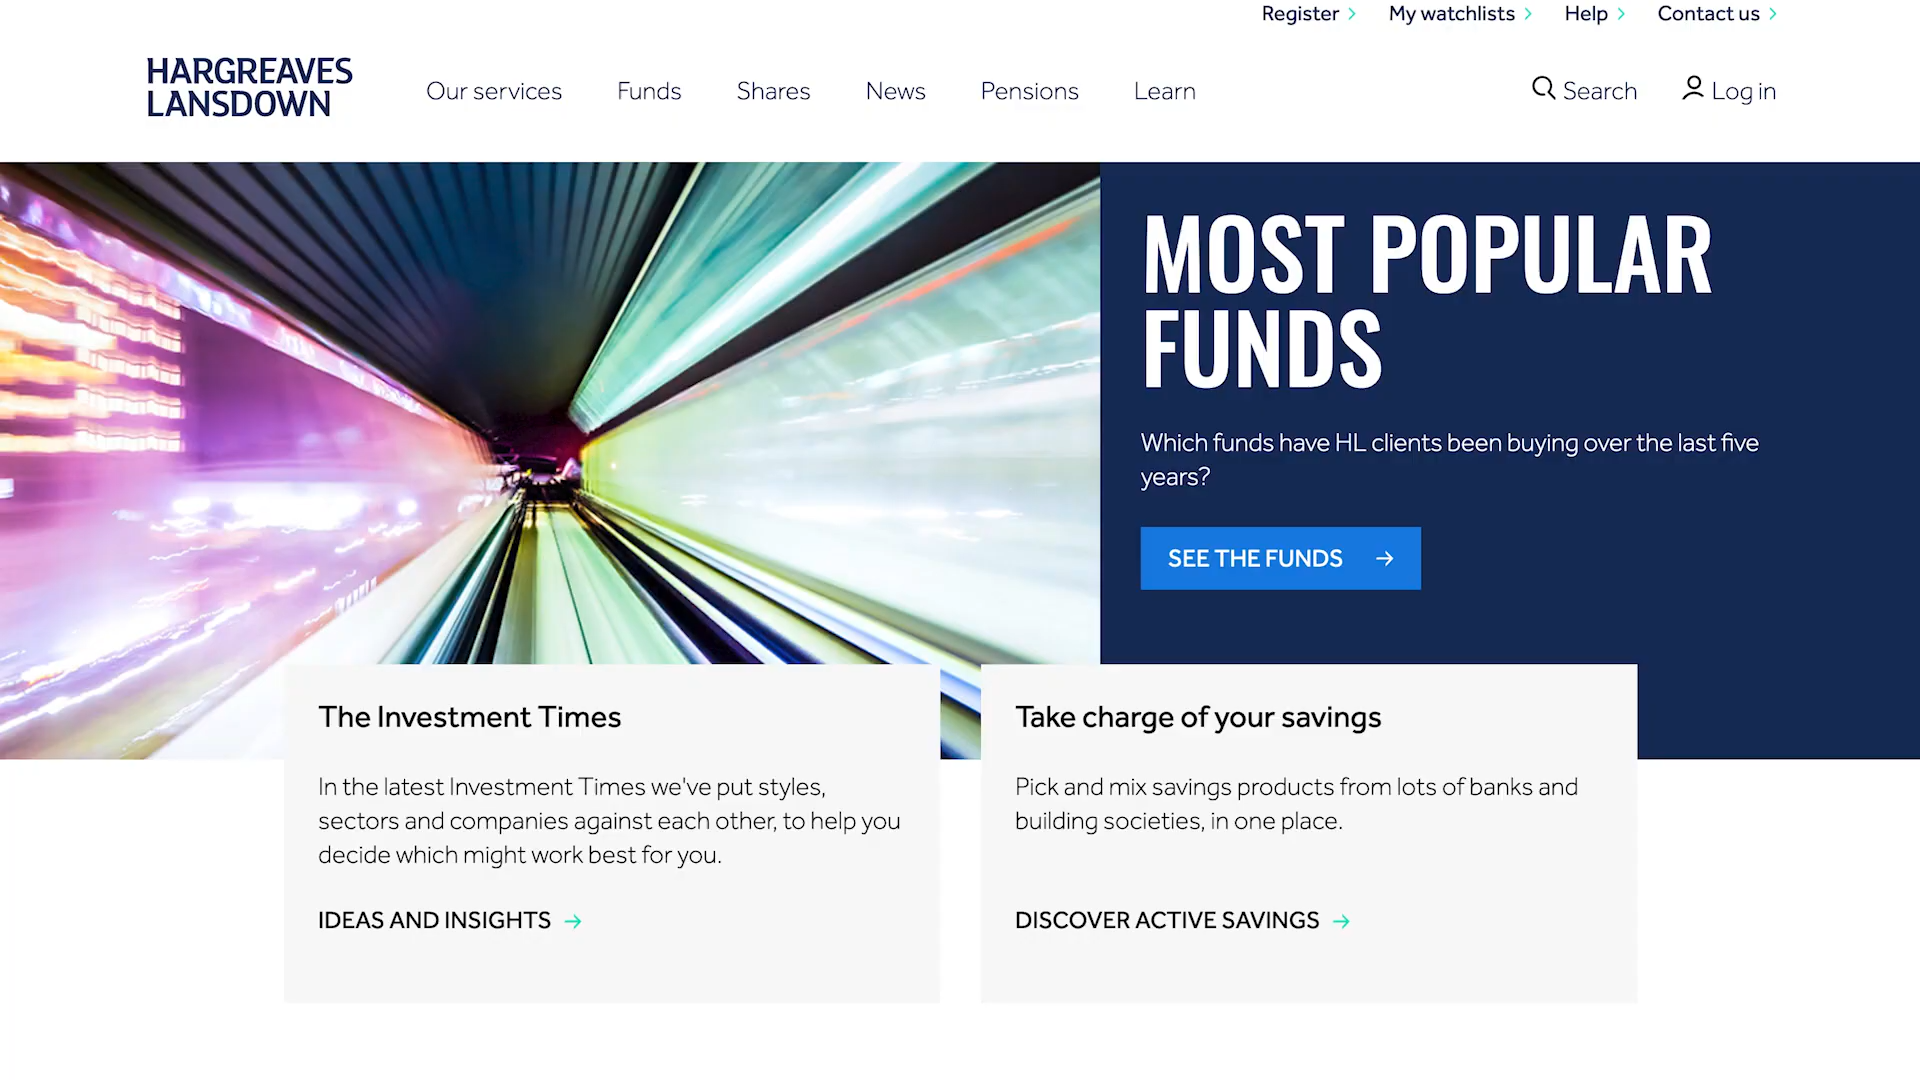 Register
My watchlists
Help
Contact us
HARGREAVES
LANSDOWN
Our services
Funds
Shares
News
Pensions
Learn
Search
Log in
MOST POPULAR
FUNDS
Which funds have HL clients been buying over the last five
years?
SEE THE FUNDS
The Investment Times
In the latest Investment Times we've put styles,
sectors and companies against each other, to help you
decide which might work best for you.
IDEAS AND INSIGHTS
Take charge of your savings
Pick and mix savings products from lots of banks and
building societies, in one place.
DISCOVER ACTIVE SAVINGS